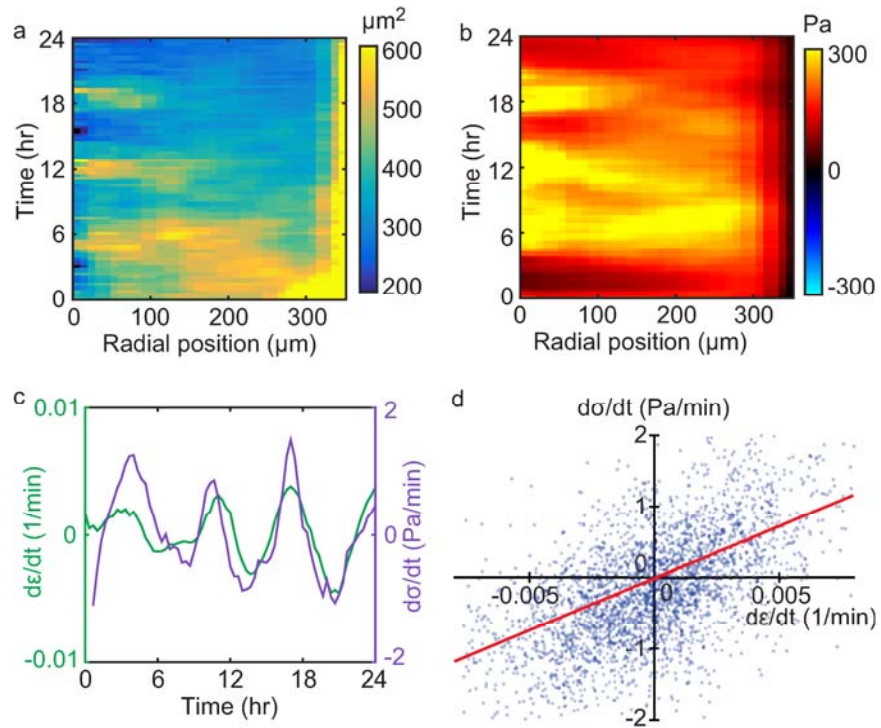 a
µm²
24
18
12
6
0
Time (hr)
0 100 200 300
Radial position (µm)
600
500
400
300
200
b
Pa
24
18
12
6
0
Time (hr)
0 100 200 300
Radial position (µm)
300
0
-300
c
0.01
0
-0.01
dε/dt (1/min)
0 6 12 18 24
Time (hr)
2
0
-2
dσ/dt (Pa/min)
d
dσ/dt (Pa/min)
2
1
0
-0.005 0 0.005
dε/dt (1/min)
-1
-2